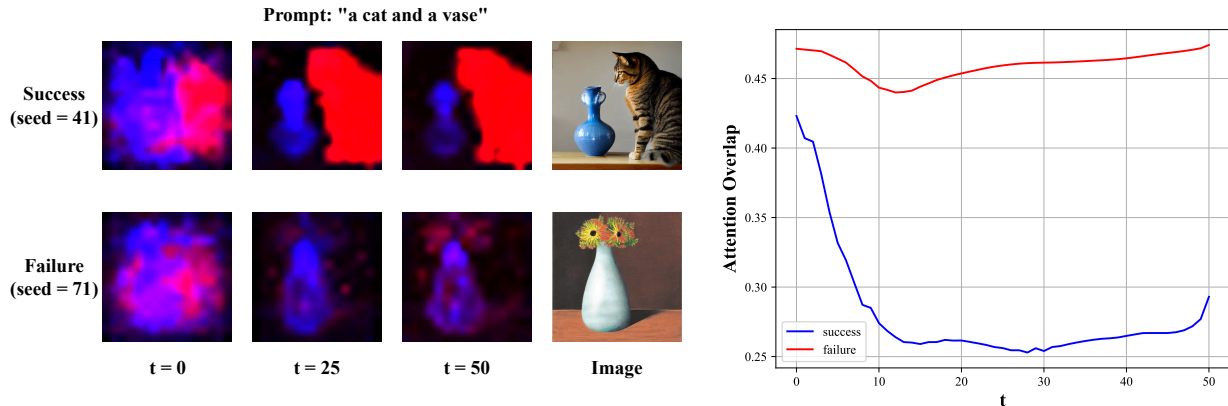 Prompt: "a cat and a vase"
Success
(seed = 41)
Failure
(seed = 71)
t = 0
t = 25
t = 50
Image
Attention Overlap
0.45
0.40
0.35
0.30
0.25
success
failure
0
10
20
30
40
50
t